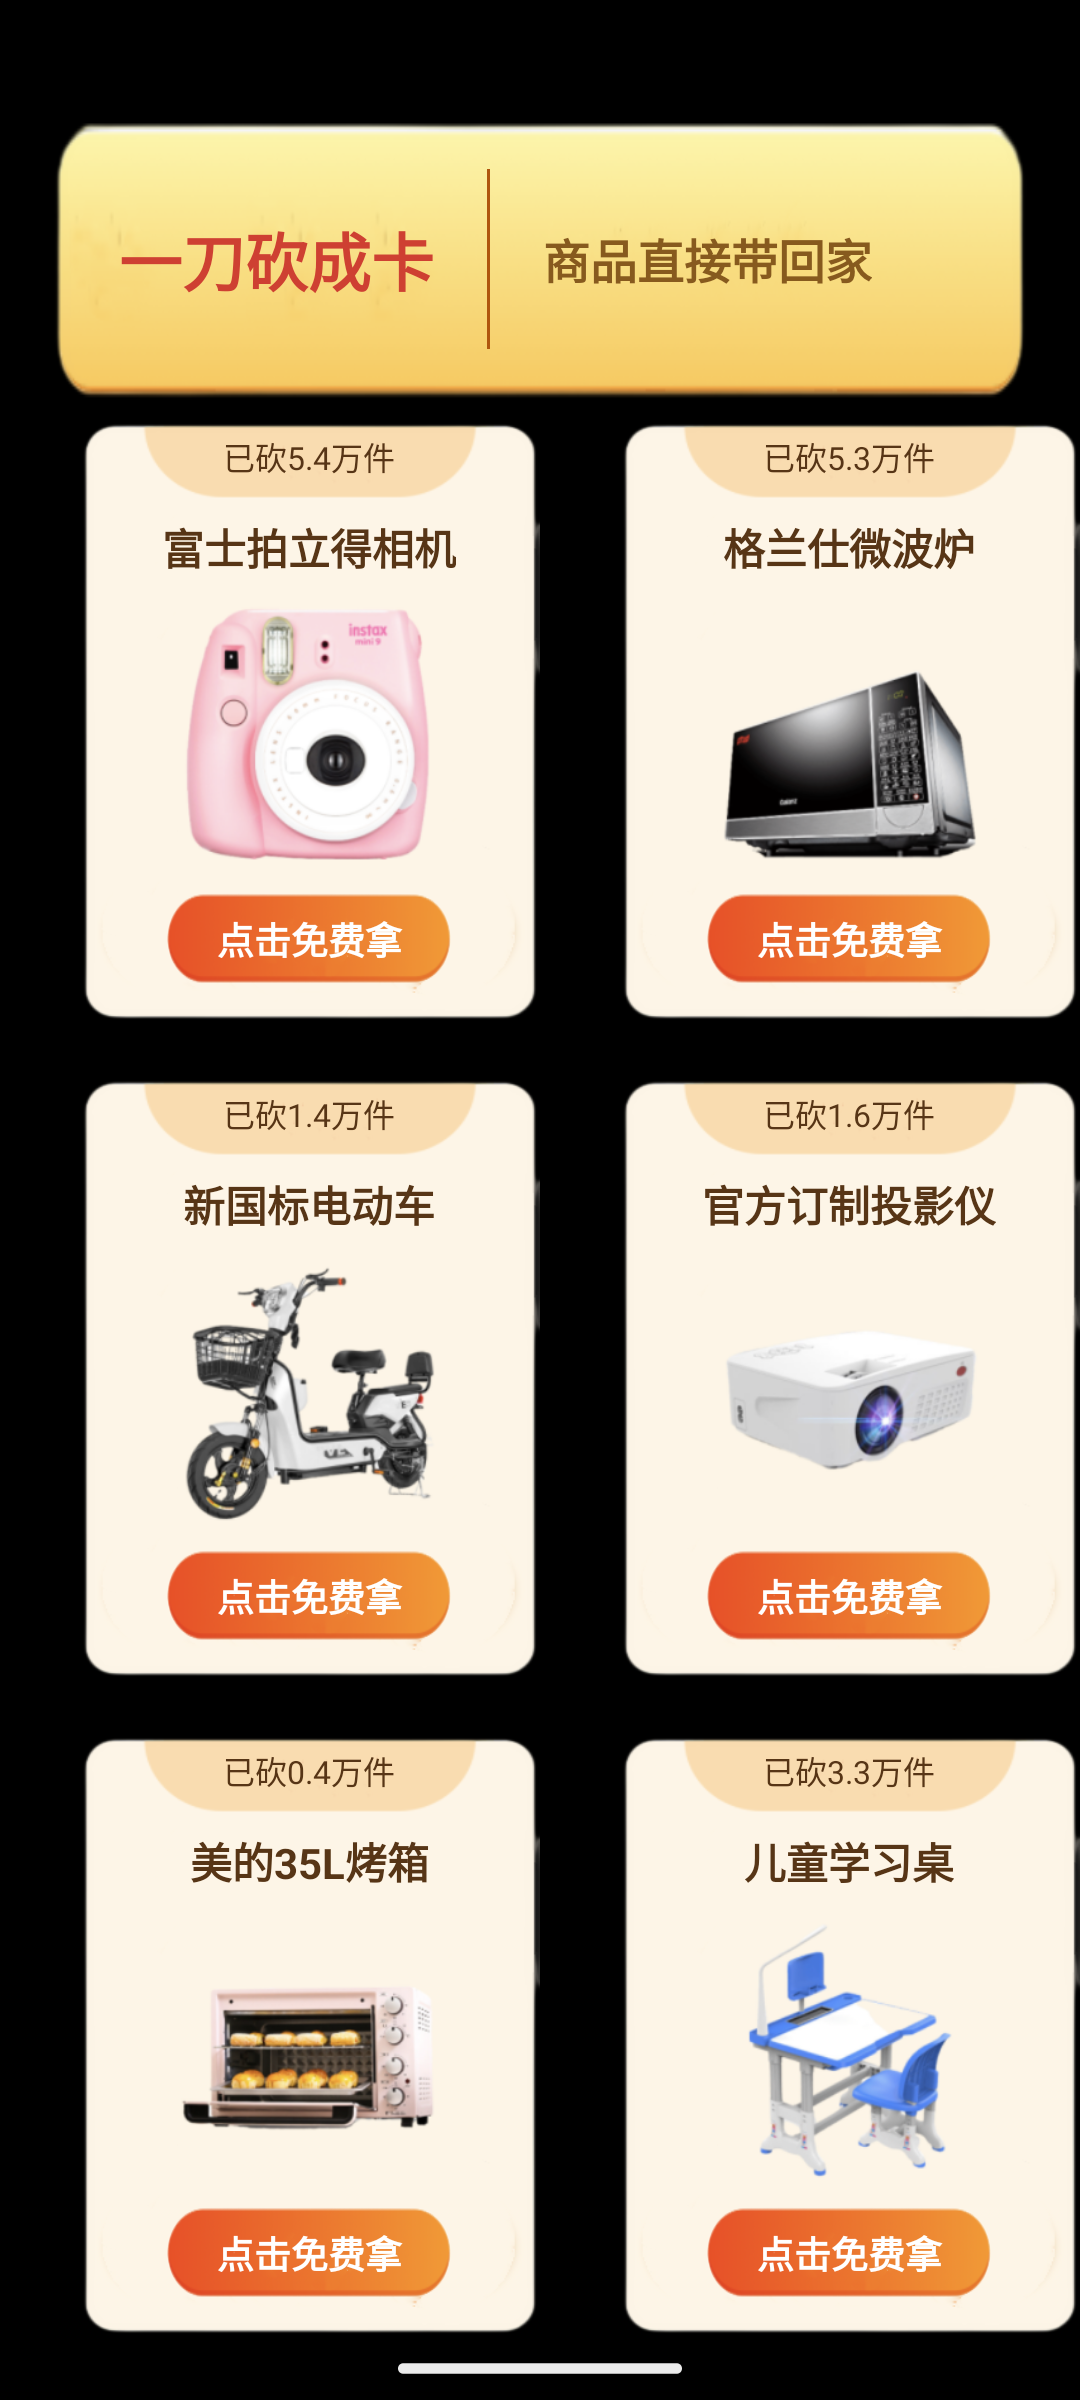 一刀砍成卡
商品直接带回家
已砍5.4万件
已砍5.3万件
富士拍立得相机
格兰仕微波炉
instax
mini 9
Galanz
点击免费拿
点击免费拿
已砍1.4万件
已砍1.6万件
新国标电动车
官方订制投影仪
点击免费拿
点击免费拿
已砍0.4万件
已砍3.3万件
美的35L烤箱
儿童学习桌
点击免费拿
点击免费拿